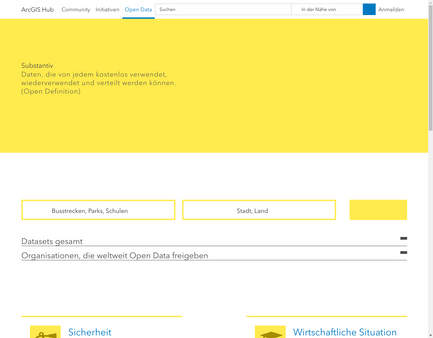 ArcGIS Hub Community Initiativen Open Data Suchen in der Nähe von Anmelden
Substantiv
Daten, die von jedem kostenlos verwendet,
wiederverwendet und verteilt werden können.
(Open Definition)
Busstrecken, Parks, Schulen Stadt, Land
Datasets gesamt
Organisationen, die weltweit Open Data freigeben
Sicherheit Wirtschaftliche Situation